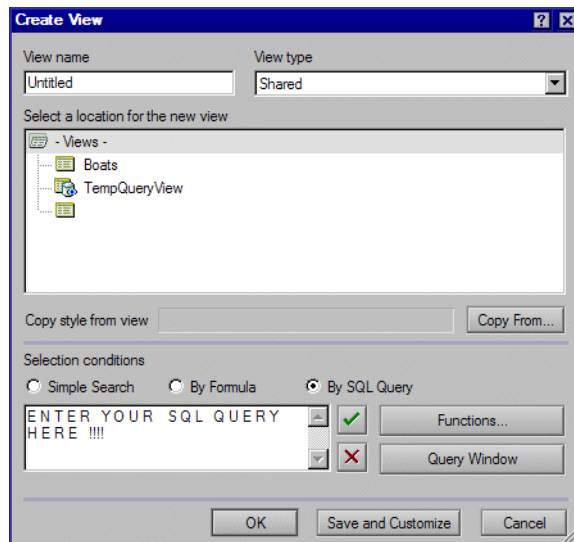 Create View
View name
View type
Untitled
Shared
Select a location for the new view
- Views -
Boats
TempQueryView
Copy style from view
Copy From...
Selection conditions
Simple Search
By Formula
By SQL Query
ENTER YOUR SQL QUERY
HERE !!!!
Functions...
Query Window
OK
Save and Customize
Cancel